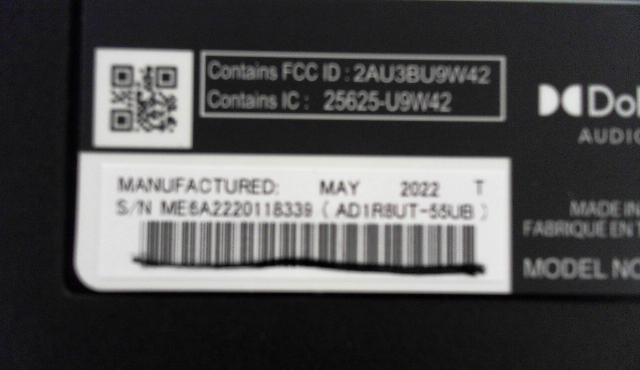 Contains FCC ID : 2AU3BU9W42
Contains IC : 25625-U9W42
MANUFACTURED: MAY 2022 T
S/N ME6A2220118339 ( AD1R8UT-55UB )
Dol
AUDIO
MADE IN
FABRIQUE EN T
MODEL NO